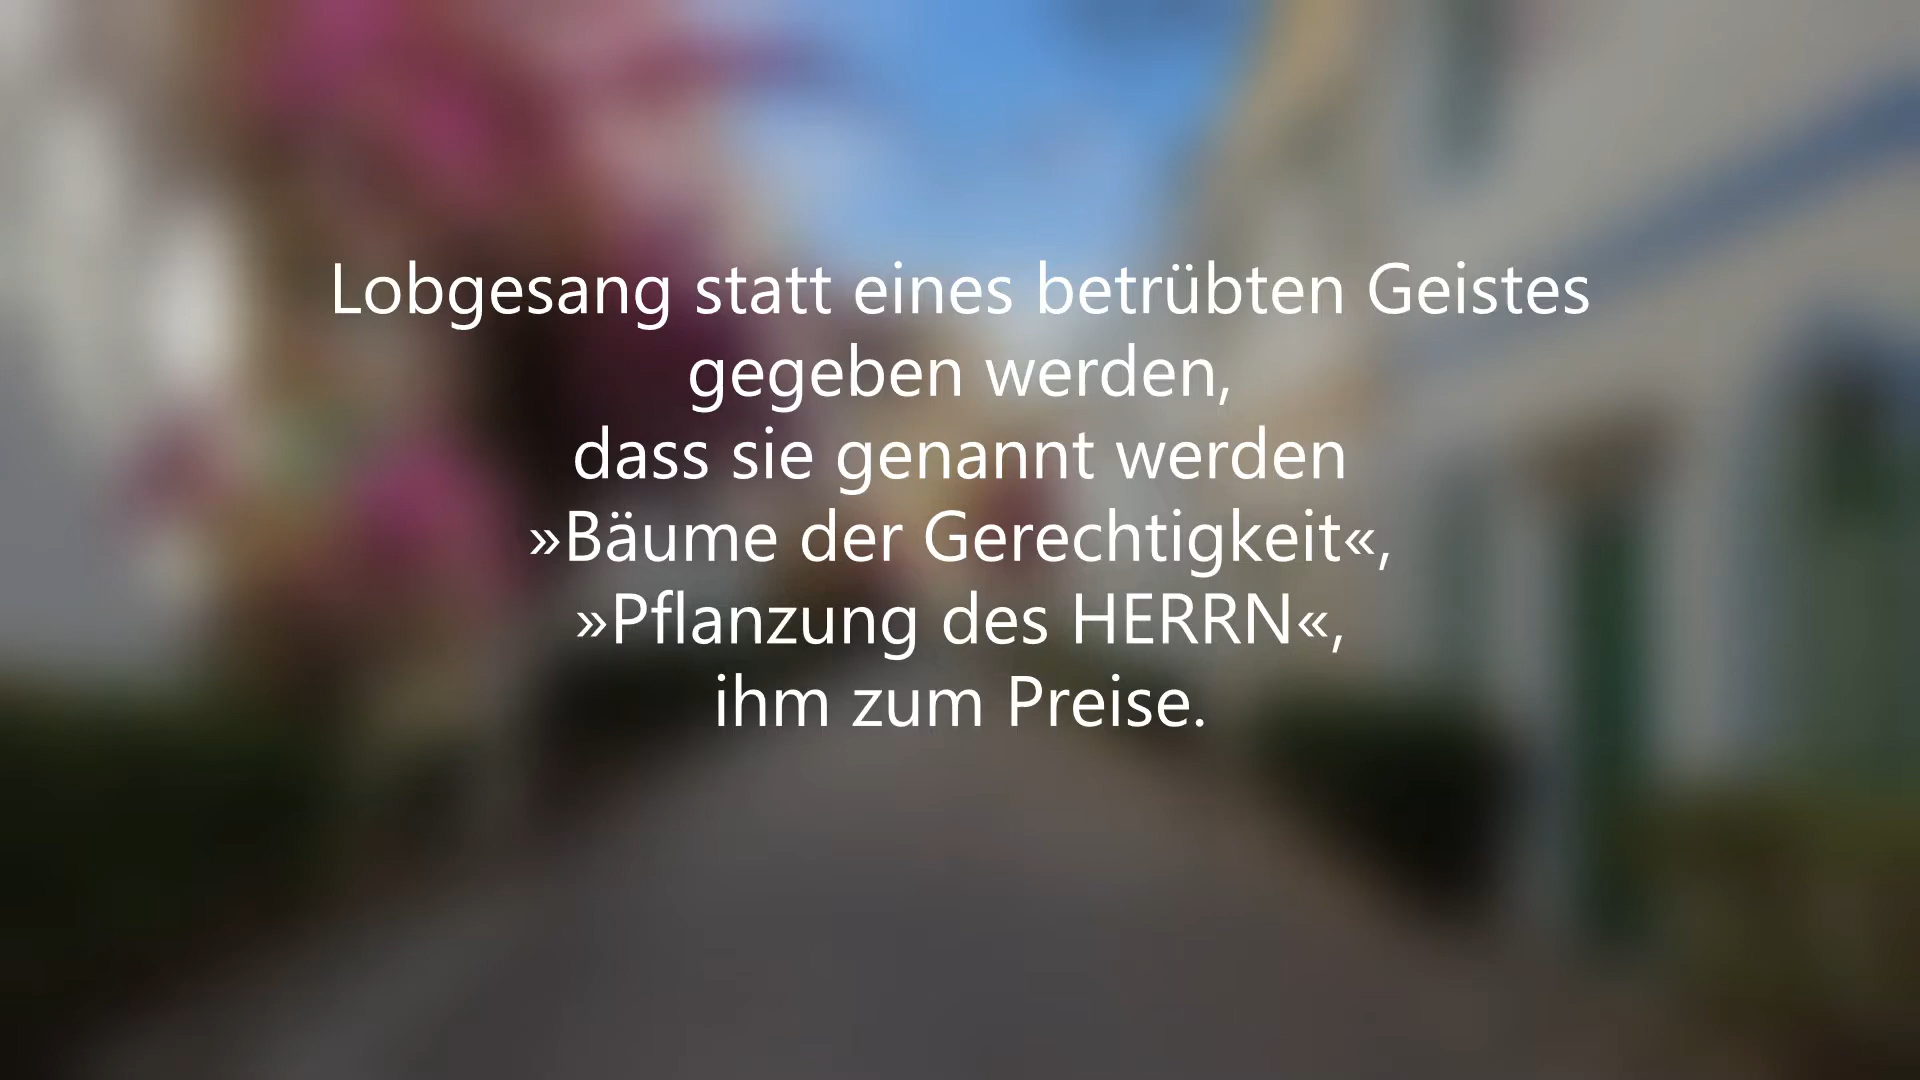 Lobgesang statt eines betrübten Geistes
gegeben werden,
dass sie genannt werden
»Bäume der Gerechtigkeit«,
»Pflanzung des HERRN«,
ihm zum Preise.